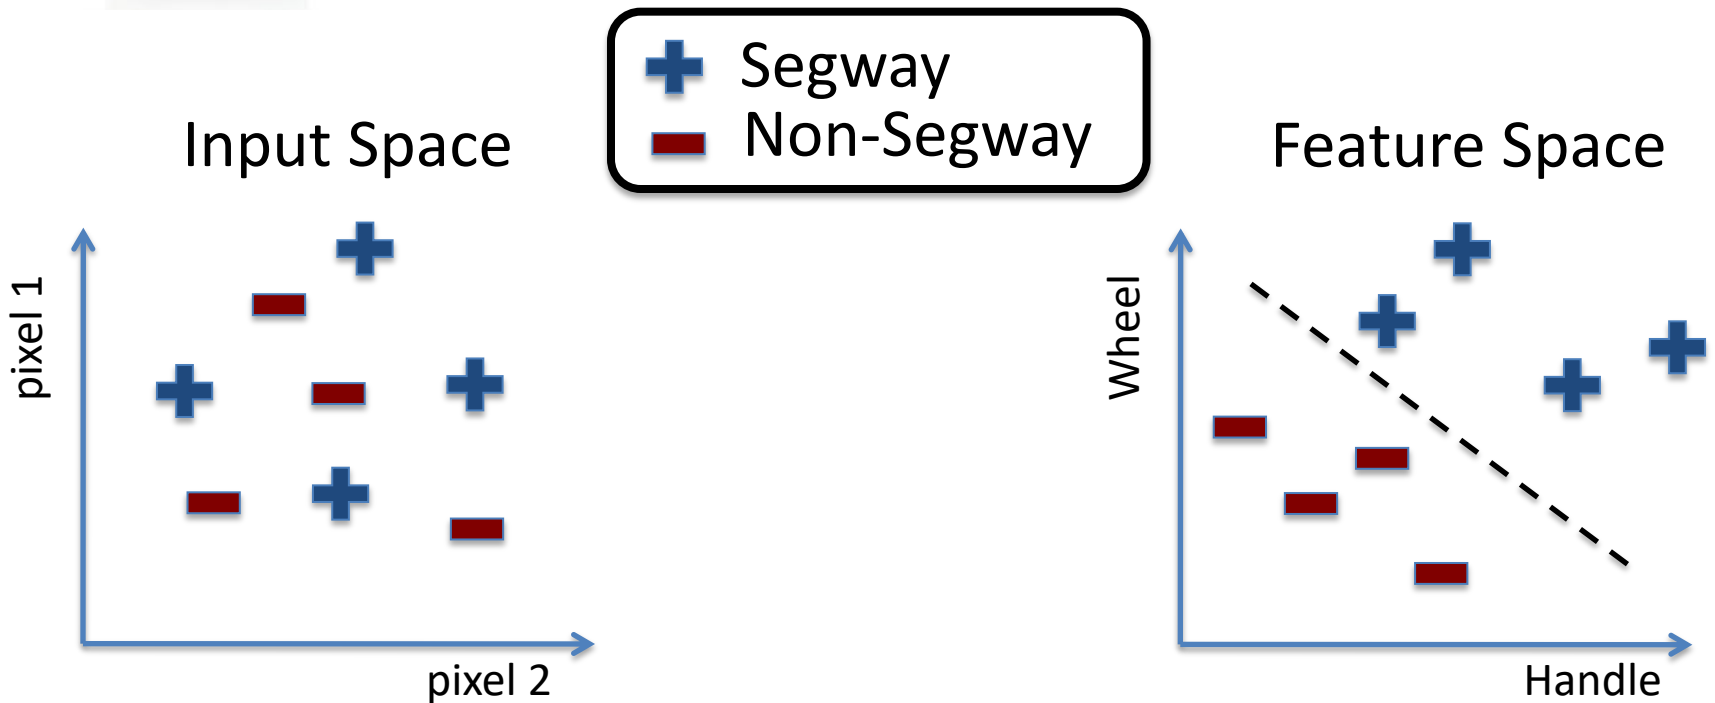 Segway
Non-Segway
Input Space
pixel 1
pixel 2
Feature Space
Wheel
Handle